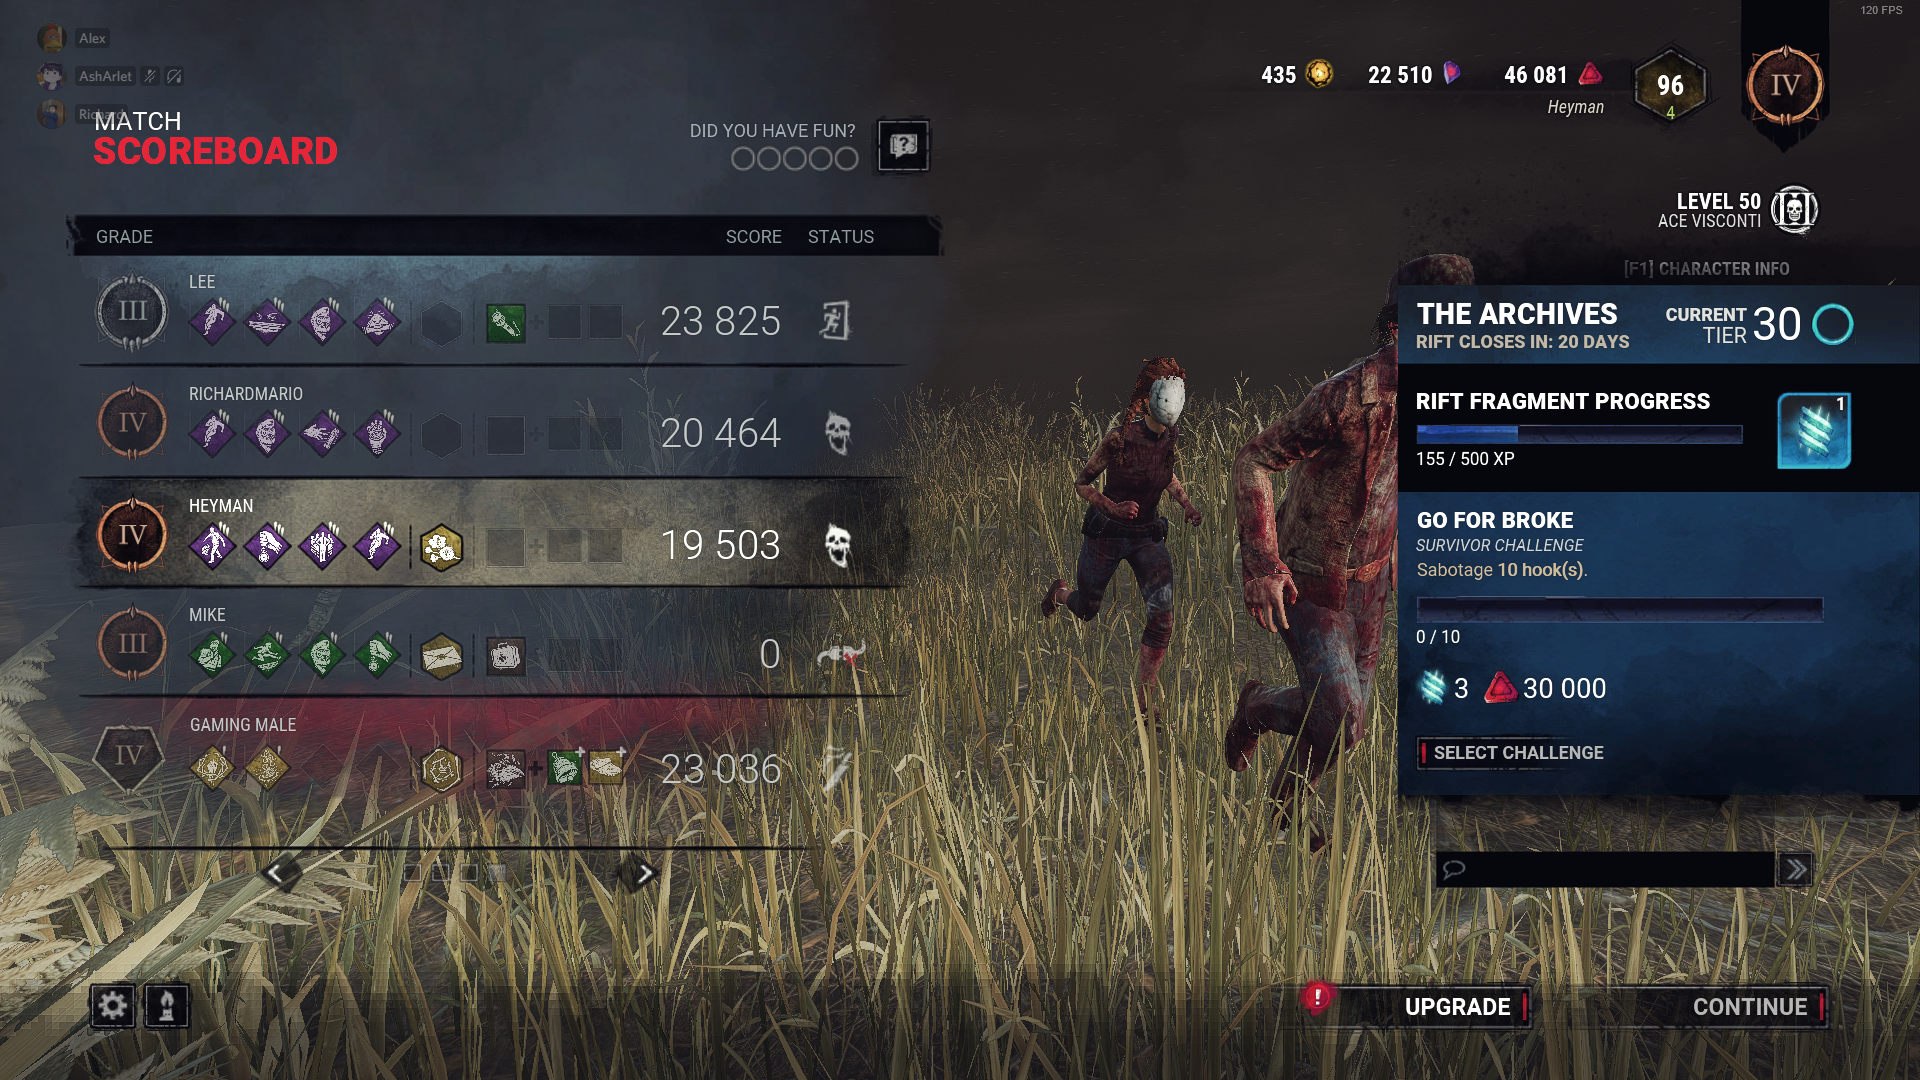 120 FPS
Alex
AshArlet
Richard
MATCH
SCOREBOARD
DID YOU HAVE FUN?
435
22 510
46 081
Heyman
96
4
IV
LEVEL 50
ACE VISCONTI
[F1] CHARACTER INFO
GRADE SCORE STATUS
III
LEE
23 825
IV
RICHARDMARIO
20 464
IV
HEYMAN
19 503
III
MIKE
0
IV
GAMING MALE
23 036
THE ARCHIVES
RIFT CLOSES IN: 20 DAYS
CURRENT
TIER 30
RIFT FRAGMENT PROGRESS
1
155 / 500 XP
GO FOR BROKE
SURVIVOR CHALLENGE
Sabotage 10 hook(s).
0 / 10
3 30 000
SELECT CHALLENGE
UPGRADE
CONTINUE